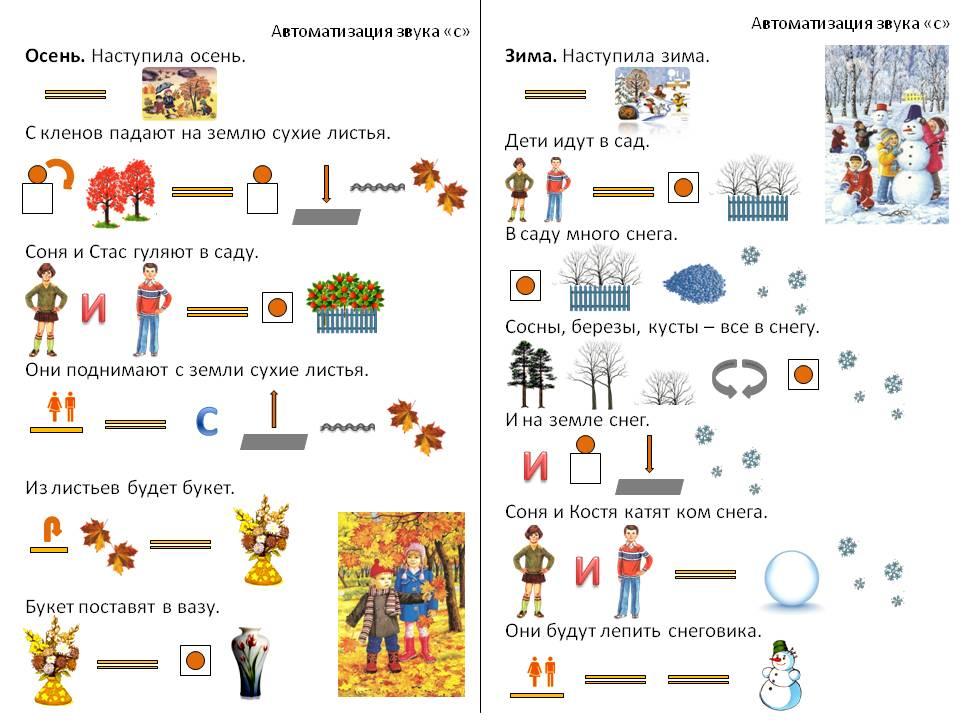 Автоматизация звука «с»
Осень. Наступила осень.
С кленов падают на землю сухие листья.
Соня и Стас гуляют в саду.
И
Они поднимают с земли сухие листья.
С
Из листьев будет букет.
Букет поставят в вазу.
Автоматизация звука «с»
Зима. Наступила зима.
Дети идут в сад.
В саду много снега.
Сосны, березы, кусты – все в снегу.
И на земле снег.
И
Соня и Костя катят ком снега.
И
Они будут лепить снеговика.